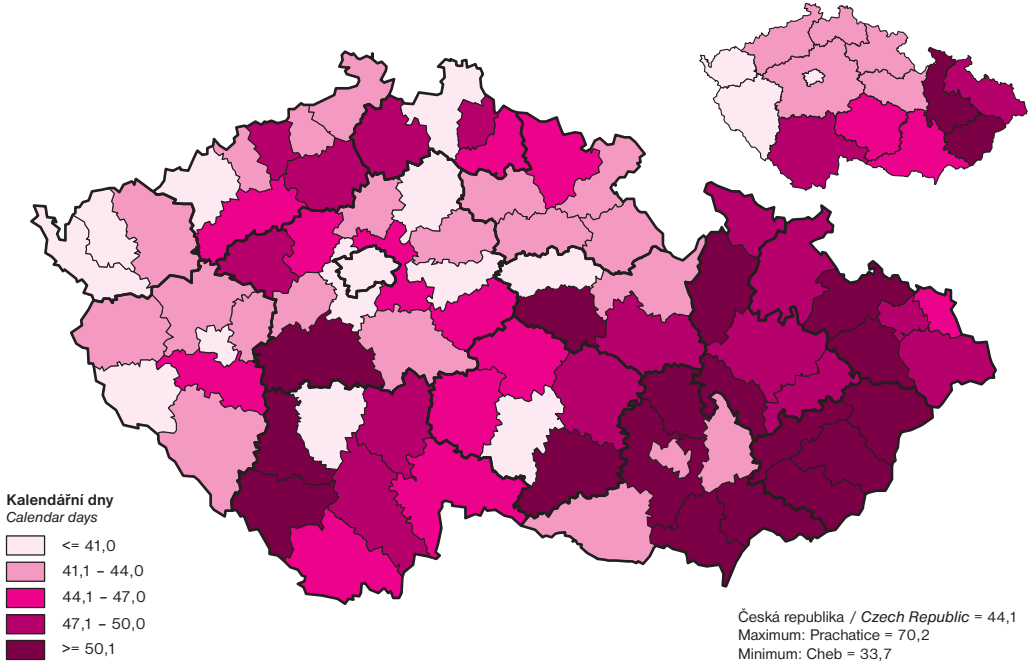 Kalendářní dny
Calendar days
<= 41,0
41,1 – 44,0
44,1 – 47,0
47,1 – 50,0
>= 50,1
Česká republika / Czech Republic = 44,1
Maximum: Prachatice = 70,2
Minimum: Cheb = 33,7